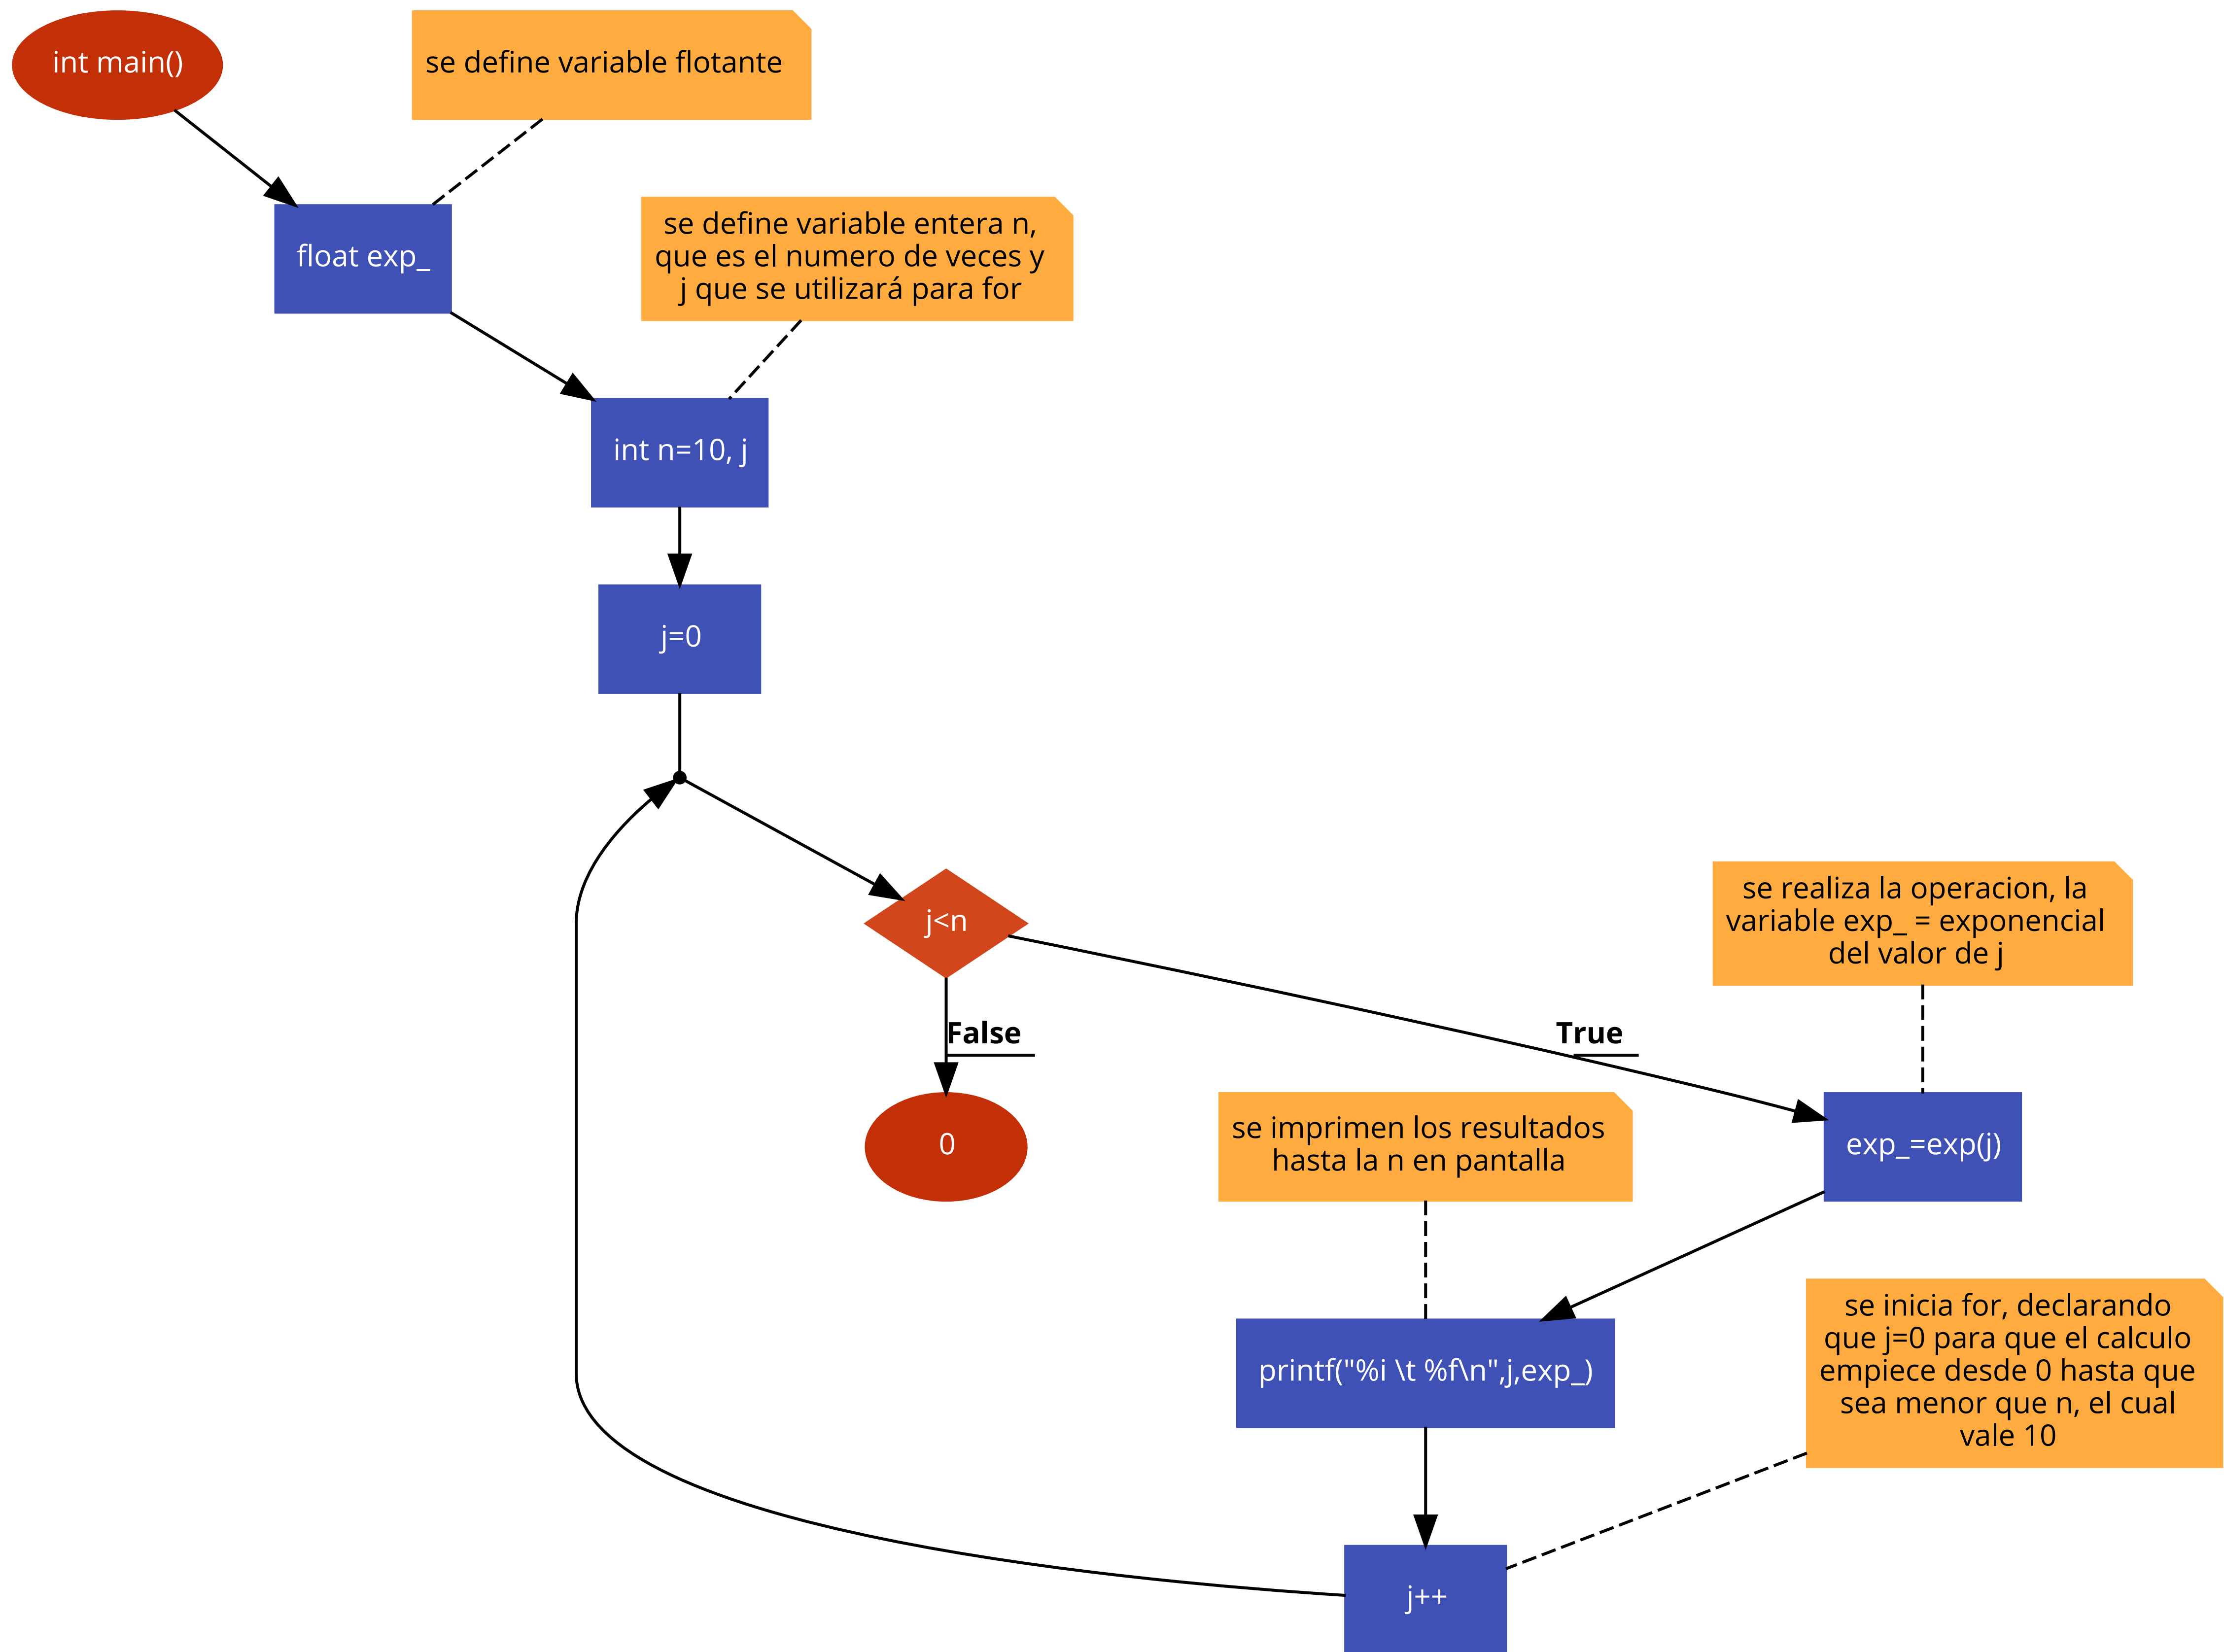 int main()
se define variable flotante
float exp_
se define variable entera n,
que es el numero de veces y
j que se utilizará para for
int n=10, j
j=0
j<n
se realiza la operacion, la
variable exp_ = exponencial
del valor de j
False
True
0
se imprimen los resultados
hasta la n en pantalla
exp_=exp(j)
printf("%i \t %f\n",j,exp_)
se inicia for, declarando
que j=0 para que el calculo
empiece desde 0 hasta que
sea menor que n, el cual
vale 10
j++